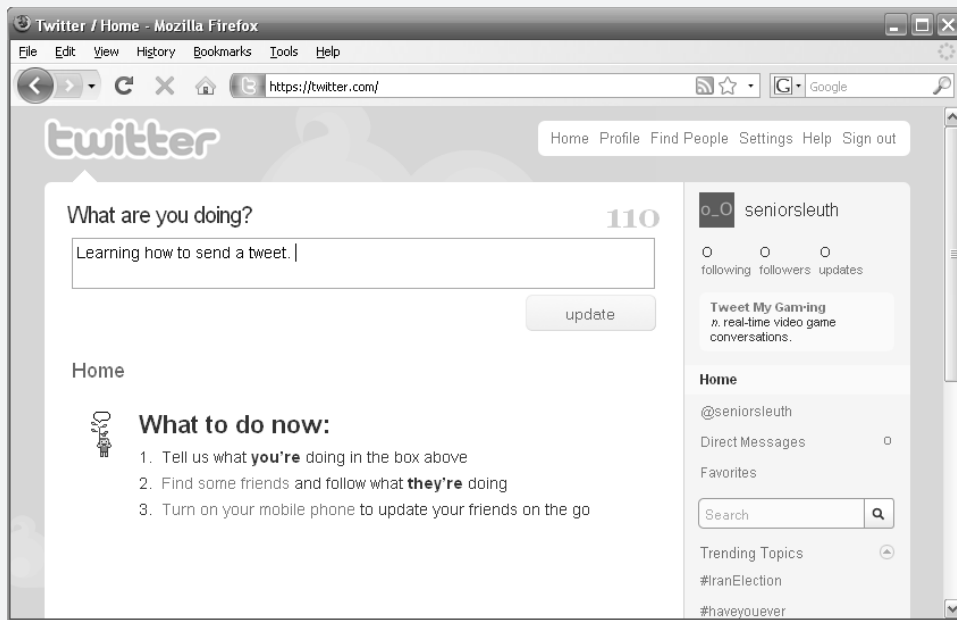 Twitter / Home - Mozilla Firefox
File Edit View History Bookmarks Tools Help
https://twitter.com/
G Google
twitter
Home Profile Find People Settings Help Sign out
What are you doing?
110
Learning how to send a tweet.
update
Home
What to do now:
1. Tell us what you're doing in the box above
2. Find some friends and follow what they're doing
3. Turn on your mobile phone to update your friends on the go
o_O seniorsleuth
0 0 0
following followers updates
Tweet My Gam·ing
n. real-time video game
conversations.
Home
@seniorsleuth
Direct Messages 0
Favorites
Search
Trending Topics
#IranElection
#haveyouever